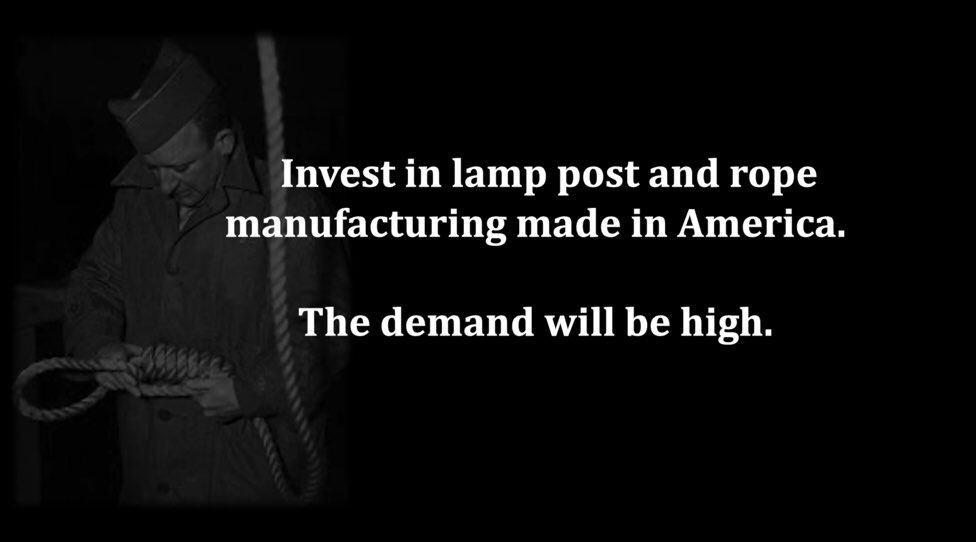 Invest in lamp post and rope
manufacturing made in America.
The demand will be high.